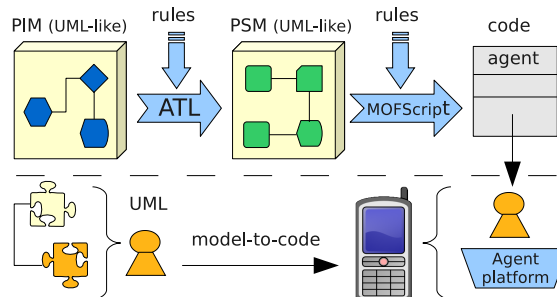 rules
rules
code
PIM (UML-like)
PSM (UML-like)
agent
ATL
MOFScript
UML
model-to-code
Agent
platform